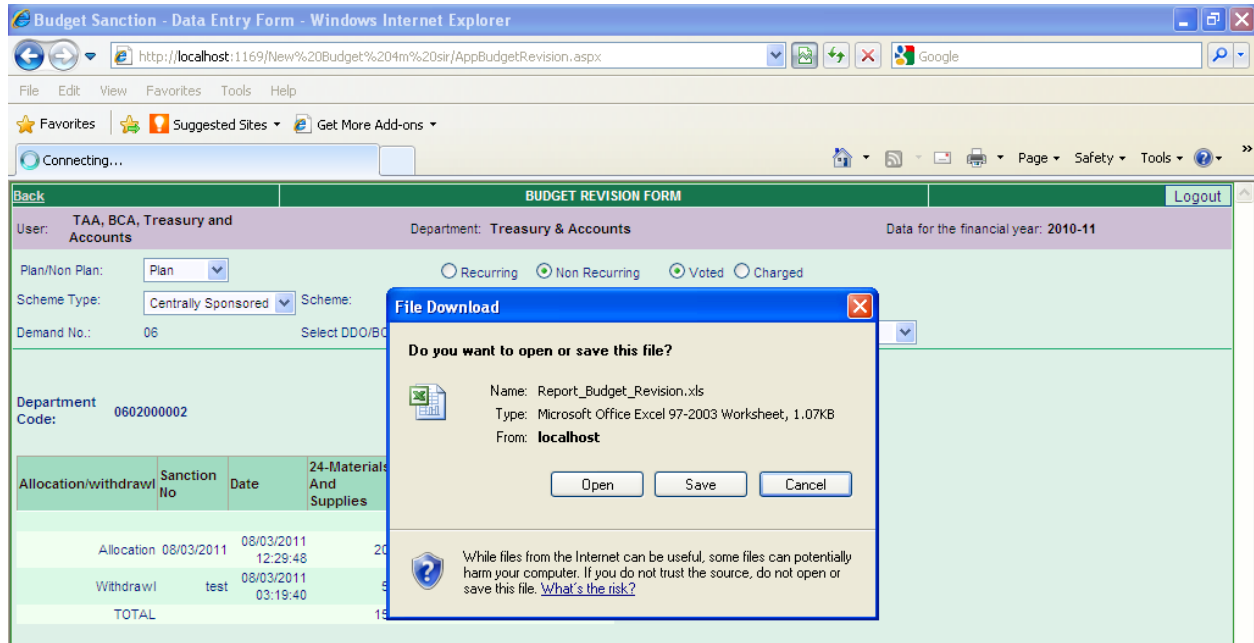 Budget Sanction - Data Entry Form - Windows Internet Explorer
http://localhost:1169/New%20Budget%204m%20sir/AppBudgetRevision.aspx
Google
File Edit View Favorites Tools Help
Favorites Suggested Sites Get More Add-ons
Connecting... Page Safety Tools »
Back BUDGET REVISION FORM Logout
User: TAA, BCA, Treasury and Accounts Department: Treasury & Accounts Data for the financial year: 2010-11
Plan/Non Plan: Plan Recurring Non Recurring Voted Charged
Scheme Type: Centrally Sponsored Scheme:
Demand No.: 06 Select DDO/BC
File Download
Do you want to open or save this file?
Name: Report_Budget_Revision.xls
Type: Microsoft Office Excel 97-2003 Worksheet, 1.07KB
From: localhost
Open Save Cancel
While files from the Internet can be useful, some files can potentially
harm your computer. If you do not trust the source, do not open or
save this file. What's the risk?
Department
Code: 0602000002
Allocation/withdrawl Sanction No Date 24-Materials And Supplies
Allocation 08/03/2011 08/03/2011 12:29:48 20
Withdrawl test 08/03/2011 03:19:40
TOTAL 15